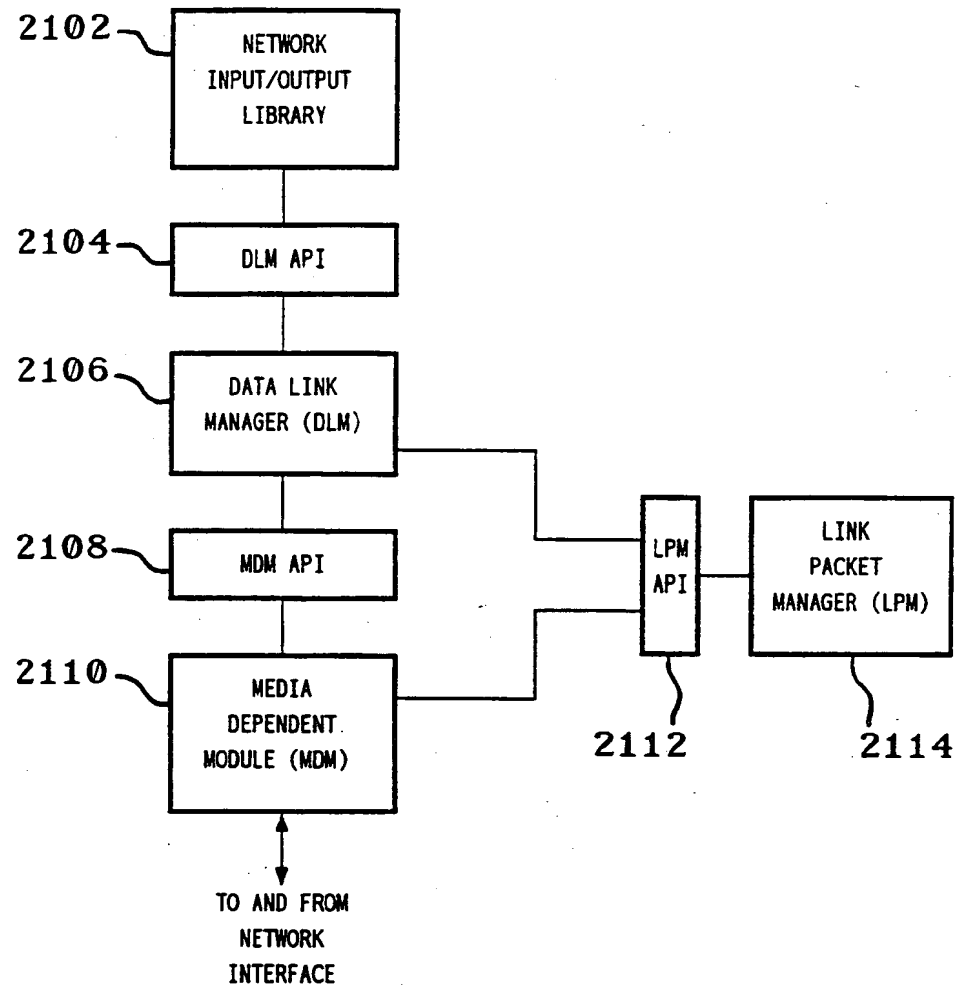 2102
NETWORK
INPUT/OUTPUT
LIBRARY
2104
DLM API
2106
DATA LINK
MANAGER (DLM)
2108
MDM API
LPM
API
LINK
PACKET
MANAGER (LPM)
2110
MEDIA
DEPENDENT
MODULE (MDM)
2112
2114
TO AND FROM
NETWORK
INTERFACE